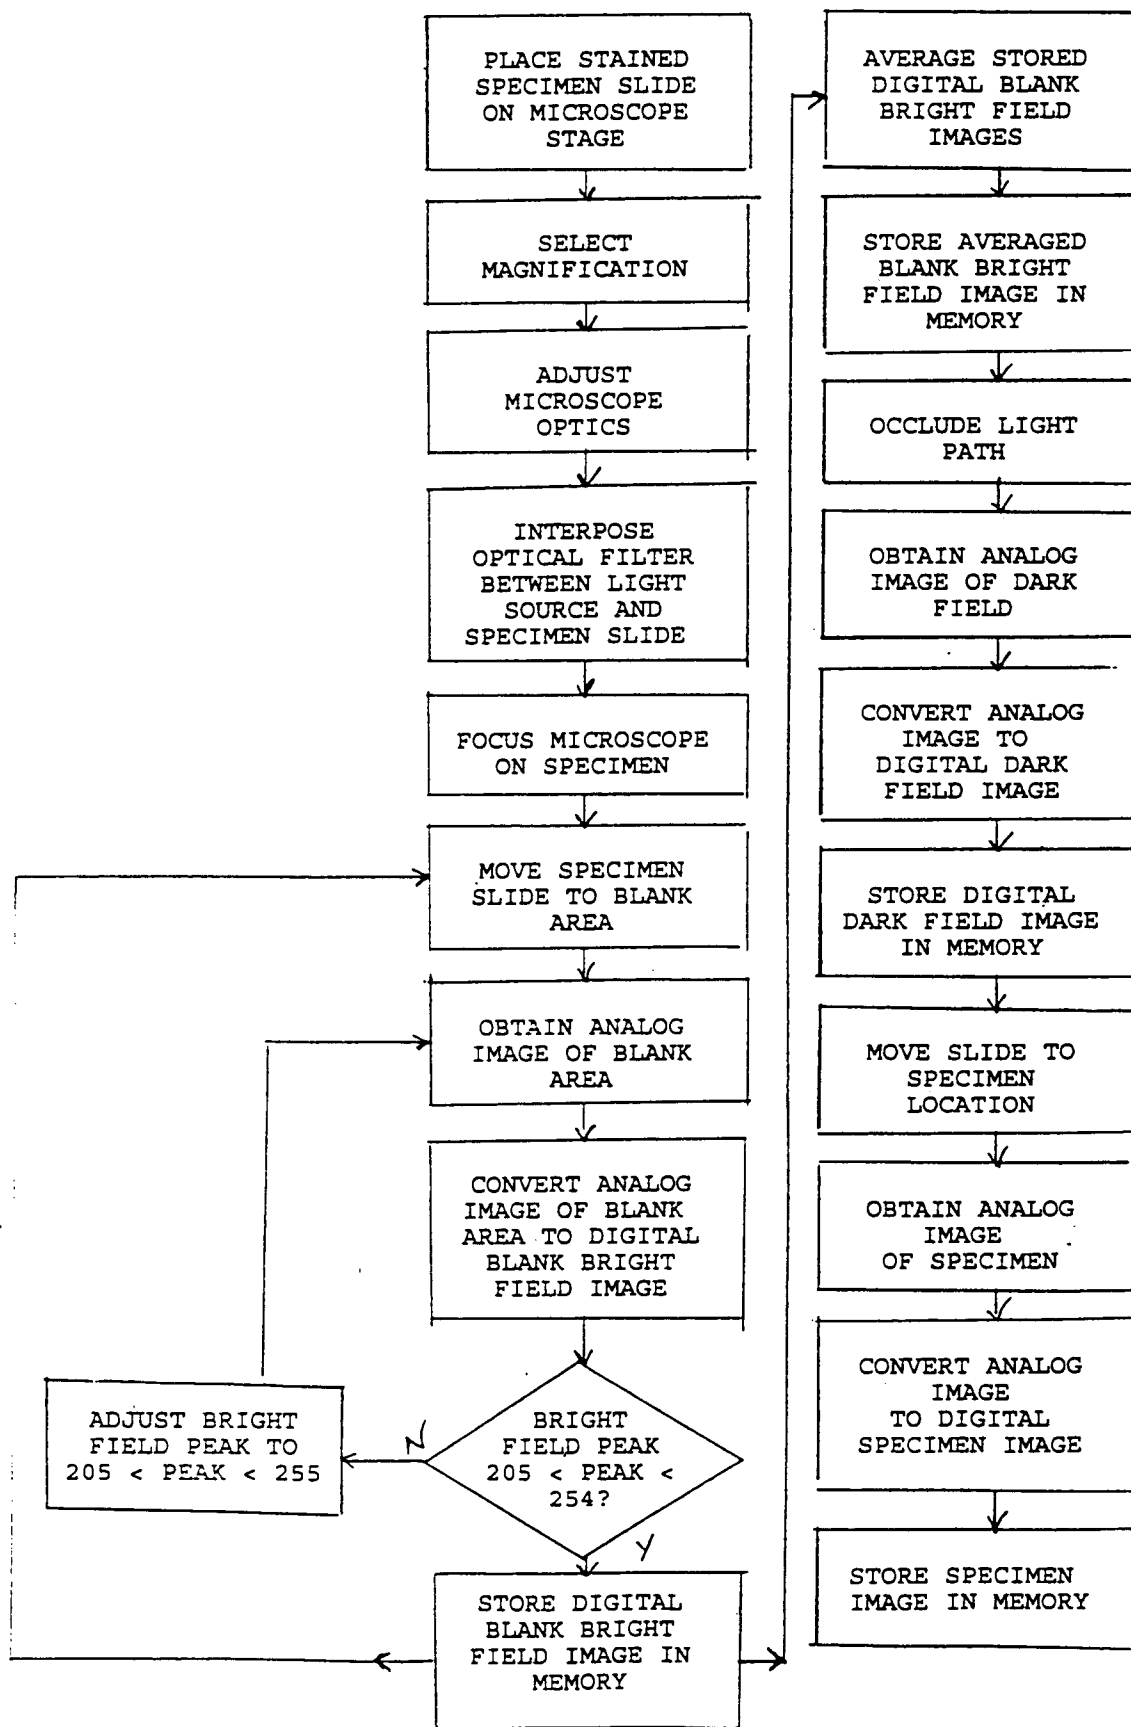 PLACE STAINED
SPECIMEN SLIDE
ON MICROSCOPE
STAGE
SELECT
MAGNIFICATION
ADJUST
MICROSCOPE
OPTICS
INTERPOSE
OPTICAL FILTER
BETWEEN LIGHT
SOURCE AND
SPECIMEN SLIDE
FOCUS MICROSCOPE
ON SPECIMEN
MOVE SPECIMEN
SLIDE TO BLANK
AREA
OBTAIN ANALOG
IMAGE OF BLANK
AREA
CONVERT ANALOG
IMAGE OF BLANK
AREA TO DIGITAL
BLANK BRIGHT
FIELD IMAGE
BRIGHT
FIELD PEAK
205 < PEAK <
254?
N
ADJUST BRIGHT
FIELD PEAK TO
205 < PEAK < 255
Y
STORE DIGITAL
BLANK BRIGHT
FIELD IMAGE IN
MEMORY
AVERAGE STORED
DIGITAL BLANK
BRIGHT FIELD
IMAGES
STORE AVERAGED
BLANK BRIGHT
FIELD IMAGE IN
MEMORY
OCCLUDE LIGHT
PATH
OBTAIN ANALOG
IMAGE OF DARK
FIELD
CONVERT ANALOG
IMAGE TO
DIGITAL DARK
FIELD IMAGE
STORE DIGITAL
DARK FIELD IMAGE
IN MEMORY
MOVE SLIDE TO
SPECIMEN
LOCATION
OBTAIN ANALOG
IMAGE
OF SPECIMEN
CONVERT ANALOG
IMAGE
TO DIGITAL
SPECIMEN IMAGE
STORE SPECIMEN
IMAGE IN MEMORY